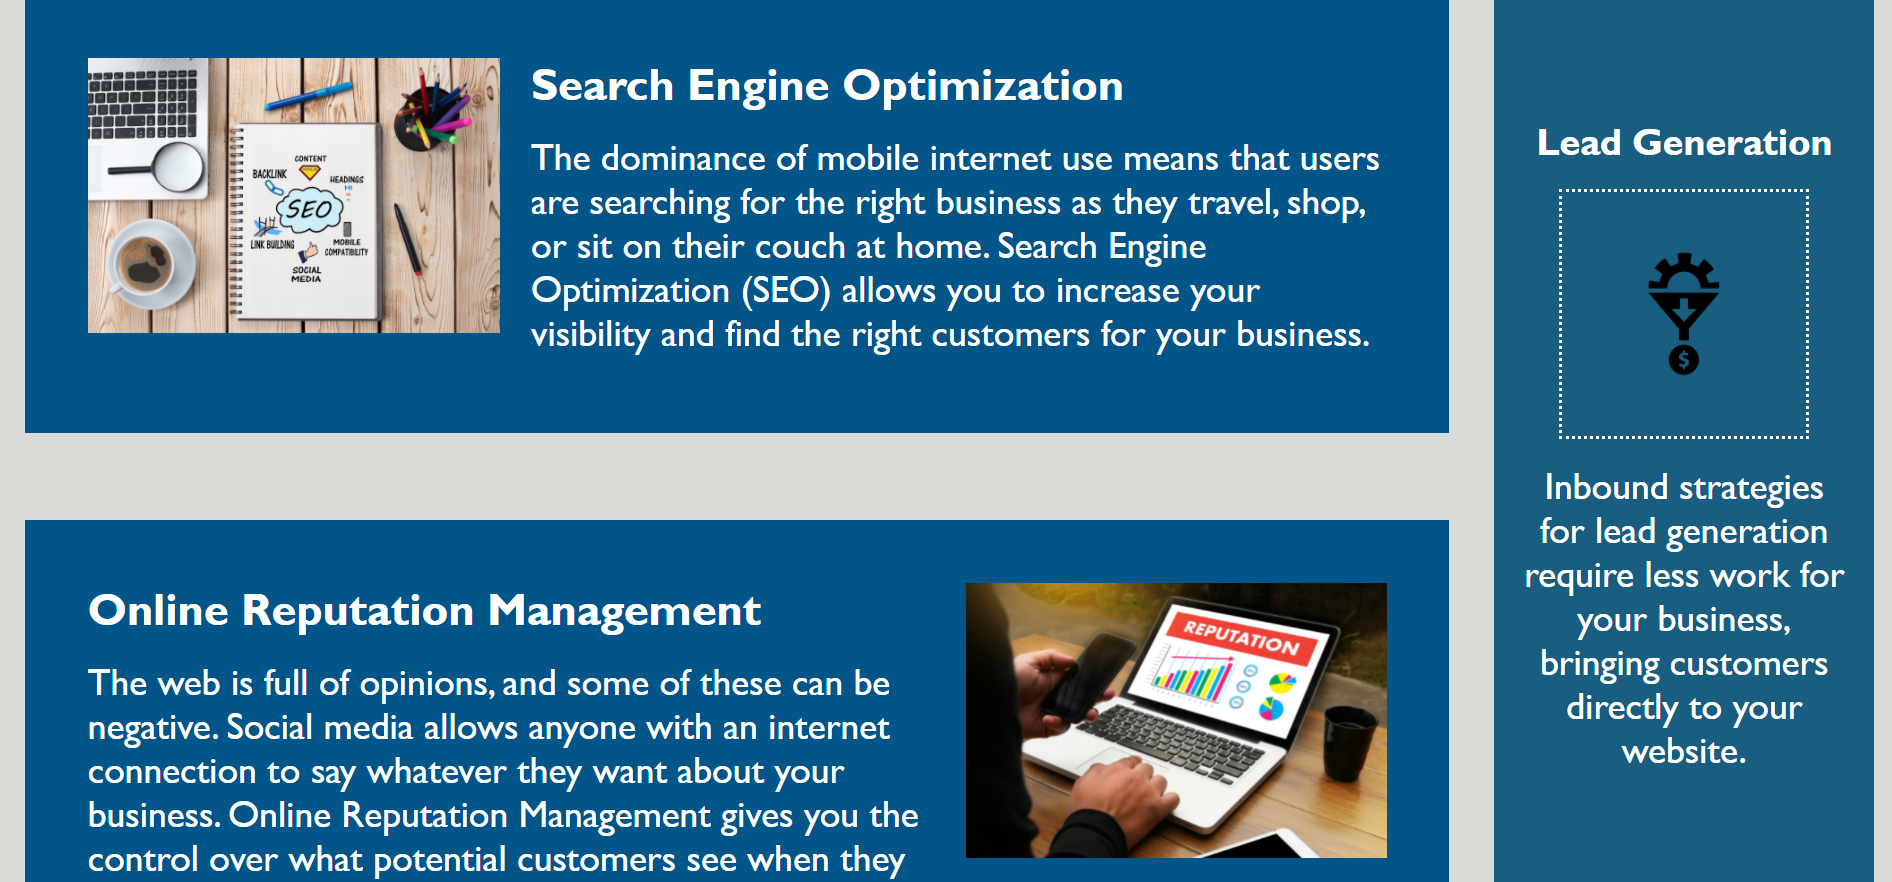 Search Engine Optimization
The dominance of mobile internet use means that users
are searching for the right business as they travel, shop,
or sit on their couch at home. Search Engine
Optimization (SEO) allows you to increase your
visibility and find the right customers for your business.
CONTENT
BACKLINK
HEADINGS
H1
SEO
LINK BUILDING
MOBILE
COMPATIBILITY
SOCIAL
MEDIA
Online Reputation Management
The web is full of opinions, and some of these can be
negative. Social media allows anyone with an internet
connection to say whatever they want about your
business. Online Reputation Management gives you the
control over what potential customers see when they
REPUTATION
Lead Generation
$
Inbound strategies
for lead generation
require less work for
your business,
bringing customers
directly to your
website.